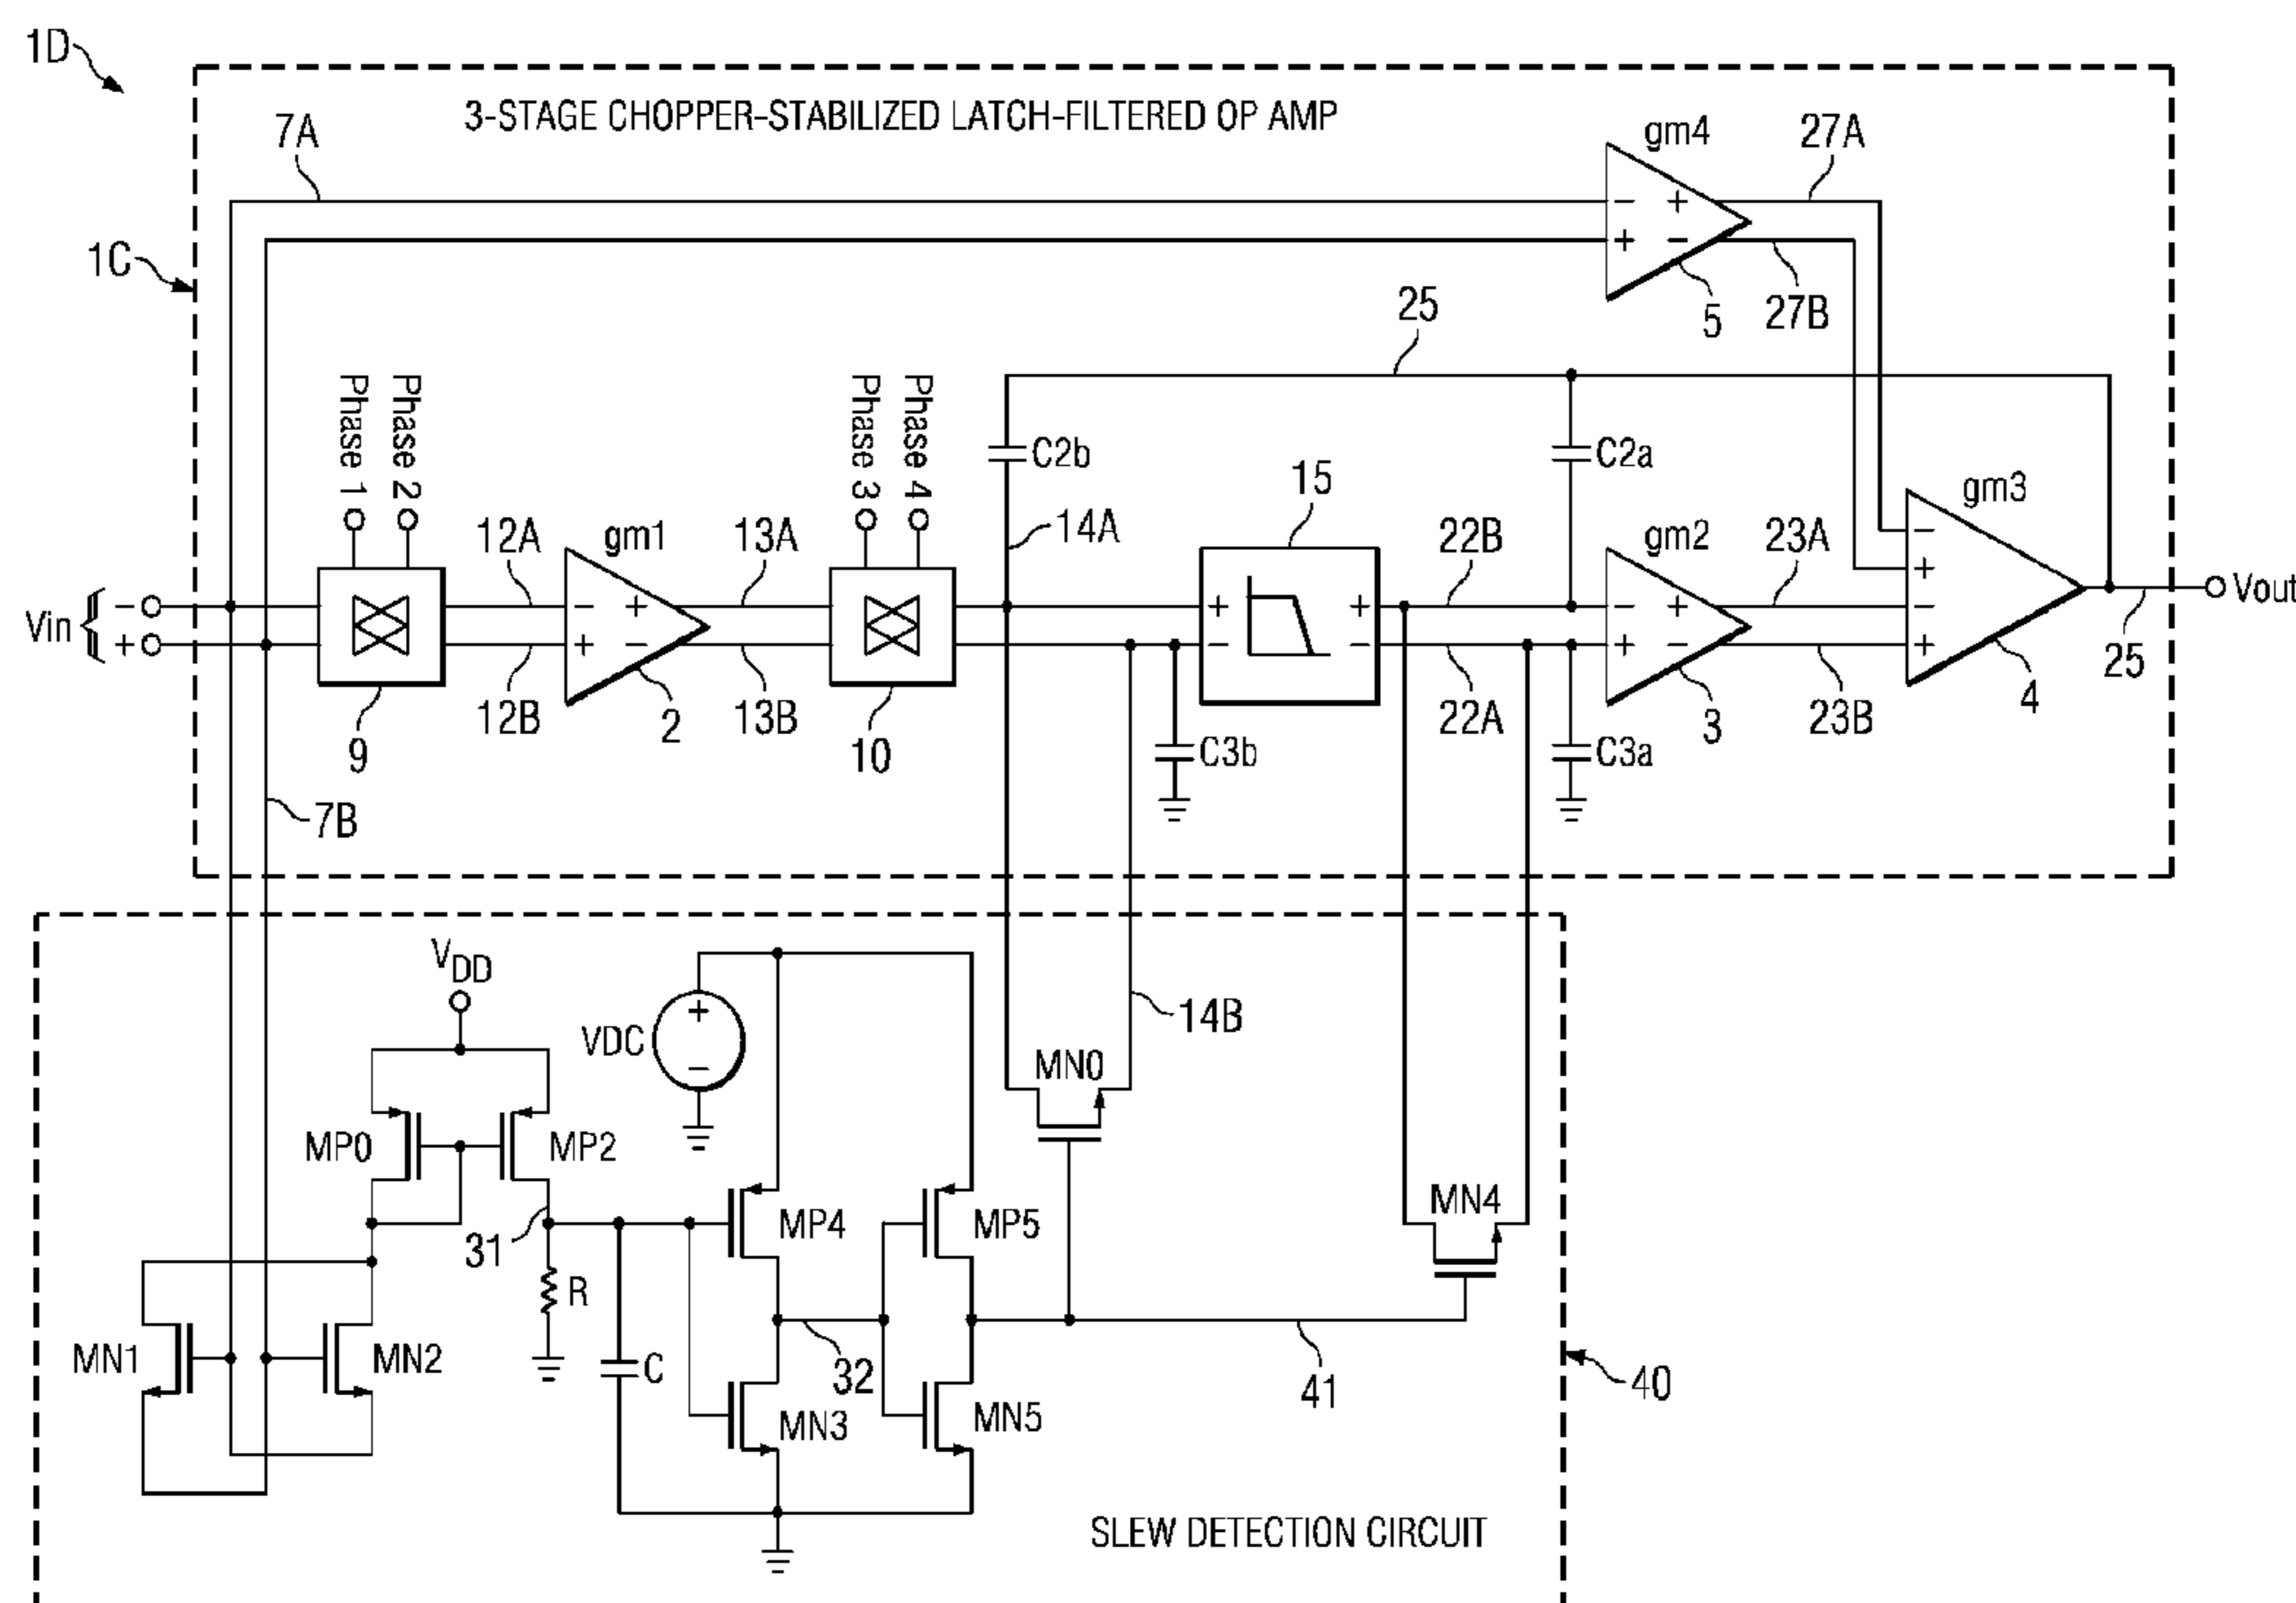 1D
3-STAGE CHOPPER-STABILIZED LATCH-FILTERED OP AMP
7A
gm4
27A
− +
+ −
1C
5
27B
25
Phase 1
Phase 2
Phase 3
Phase 4
C2b
C2a
15
gm3
12A
gm1
13A
14A
22B
gm2
23A
Vin
−
+
− +
+ −
+ +
− −
− +
+ −
−
+
−
+
Vout
25
9
12B
2
13B
10
C3b
22A
C3a
3
23B
4
7B
VDD
VDC
+
−
14B
MN0
MP0
MP2
31
R
MP4
MP5
MN4
MN1
MN2
C
32
MN3
MN5
41
40
SLEW DETECTION CIRCUIT